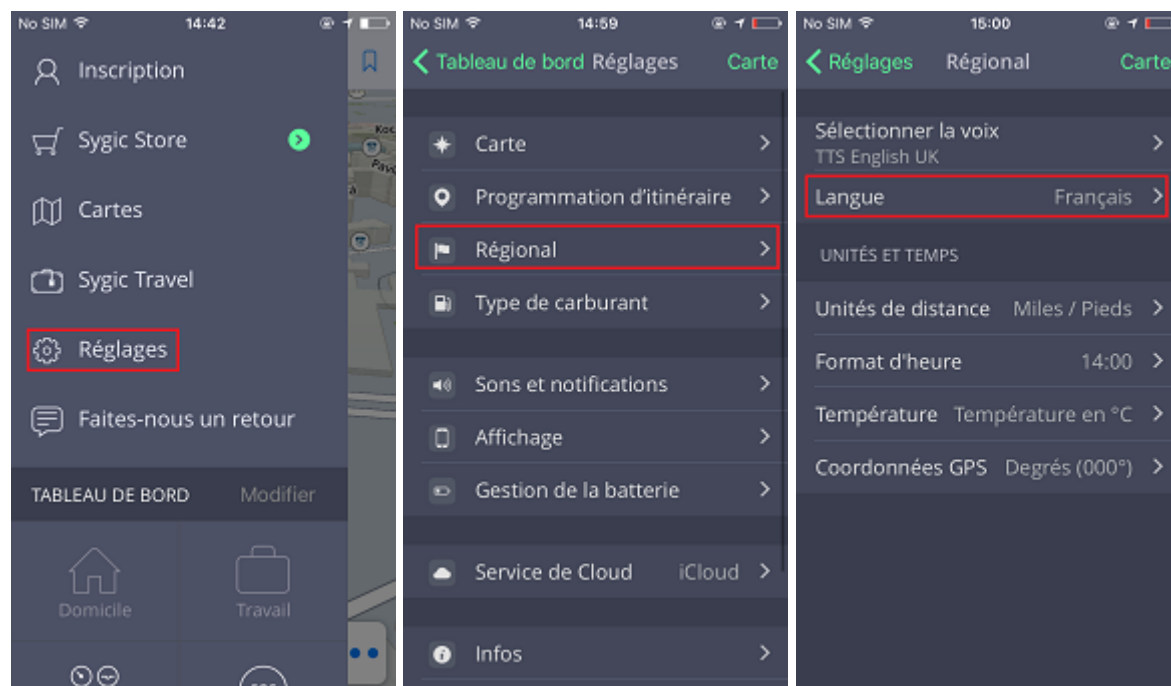 No SIM 14:42
Inscription
Sygic Store
Cartes
Sygic Travel
Réglages
Faites-nous un retour
TABLEAU DE BORD Modifier
Domicile Travail
No SIM 14:59
Tableau de bord Réglages Carte
Carte
Programmation d'itinéraire
Régional
Type de carburant
Sons et notifications
Affichage
Gestion de la batterie
Service de Cloud iCloud
Infos
No SIM 15:00
Réglages Régional Carte
Sélectionner la voix
TTS English UK
Langue Français
UNITÉS ET TEMPS
Unités de distance Miles / Pieds
Format d'heure 14:00
Température Température en °C
Coordonnées GPS Degrés (000°)